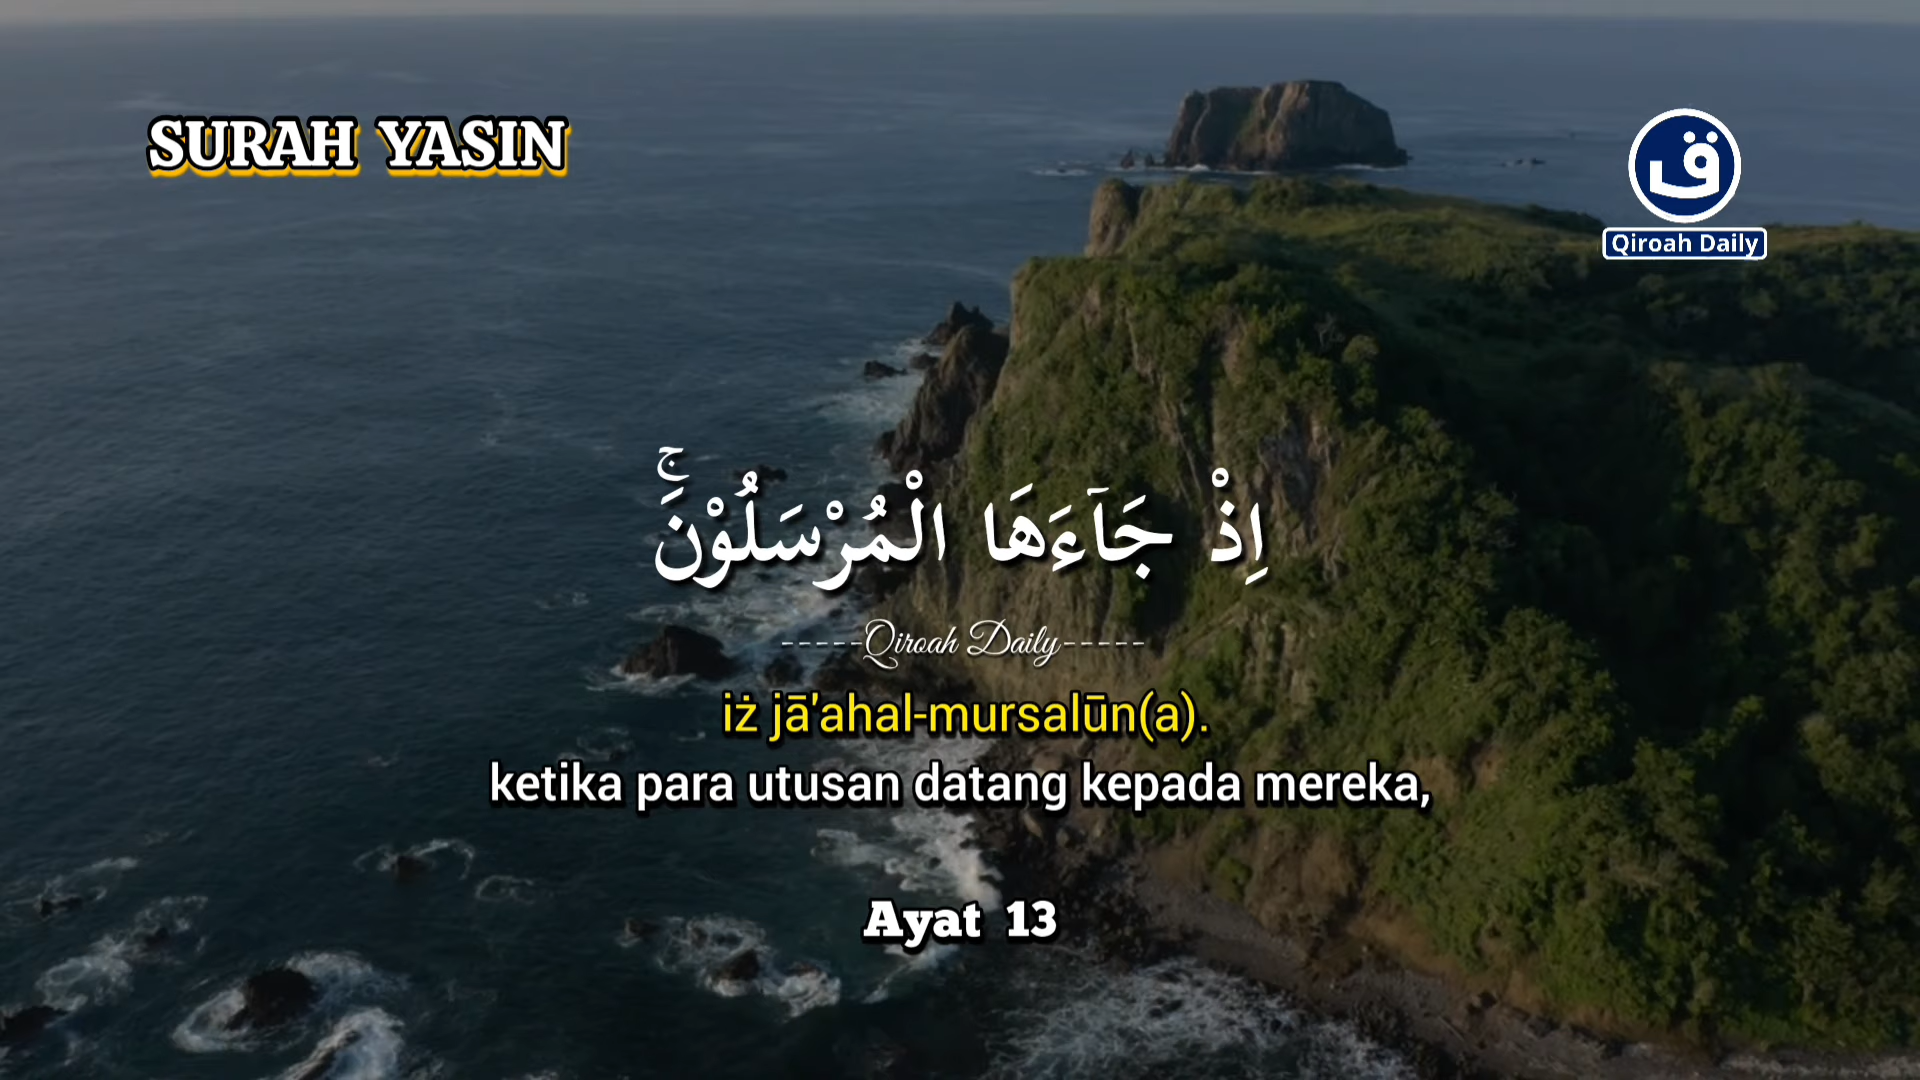 SURAH YASIN
ق
Qiroah Daily
اِذْ جَاۤءَهَا الْمُرْسَلُوْنَۚ
-----Qiroah Daily-----
iż jā'ahal-mursalūn(a).
ketika para utusan datang kepada mereka,
Ayat 13